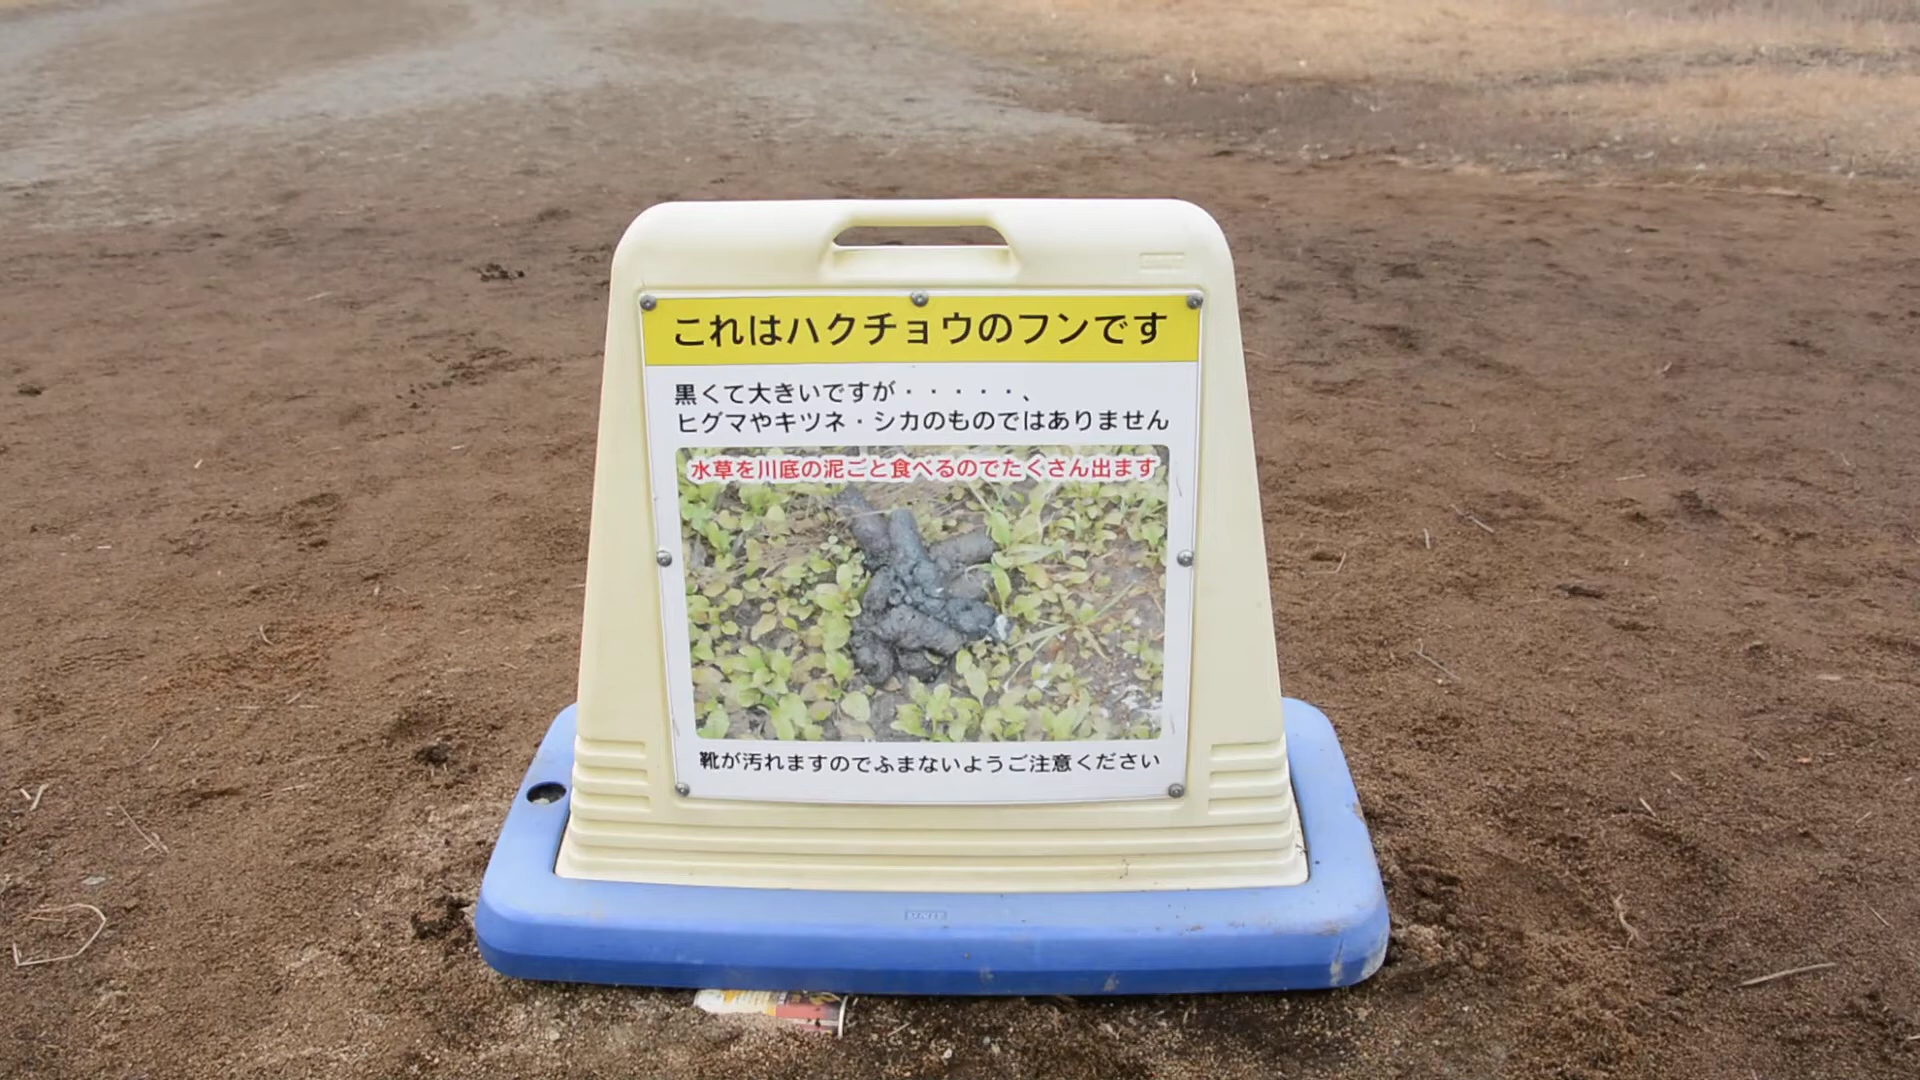 これはハクチョウのフンです
黒くて大きいですが・・・・・、
ヒグマやキツネ・シカのものではありません
水草を川底の泥ごと食べるのでたくさん出ます
靴が汚れますのでふまないようご注意ください
UNIT